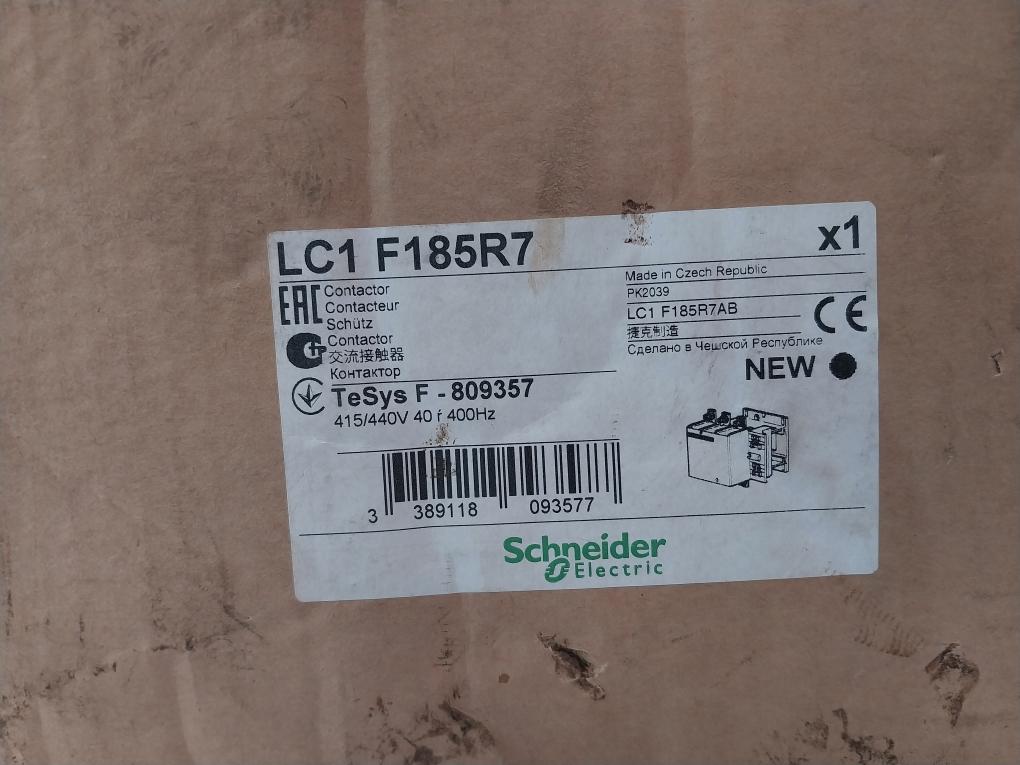 LC1 F185R7
x1
EAC
Contactor
Contacteur
Schütz
Contactor
交流接触器
Контактор
Made in Czech Republic
PK2039
LC1 F185R7AB
捷克制造
Сделано в Чешской Республике
CE
NEW
TeSys F - 809357
415/440V 40 ŕ 400Hz
3 389118 093577
Schneider
Electric